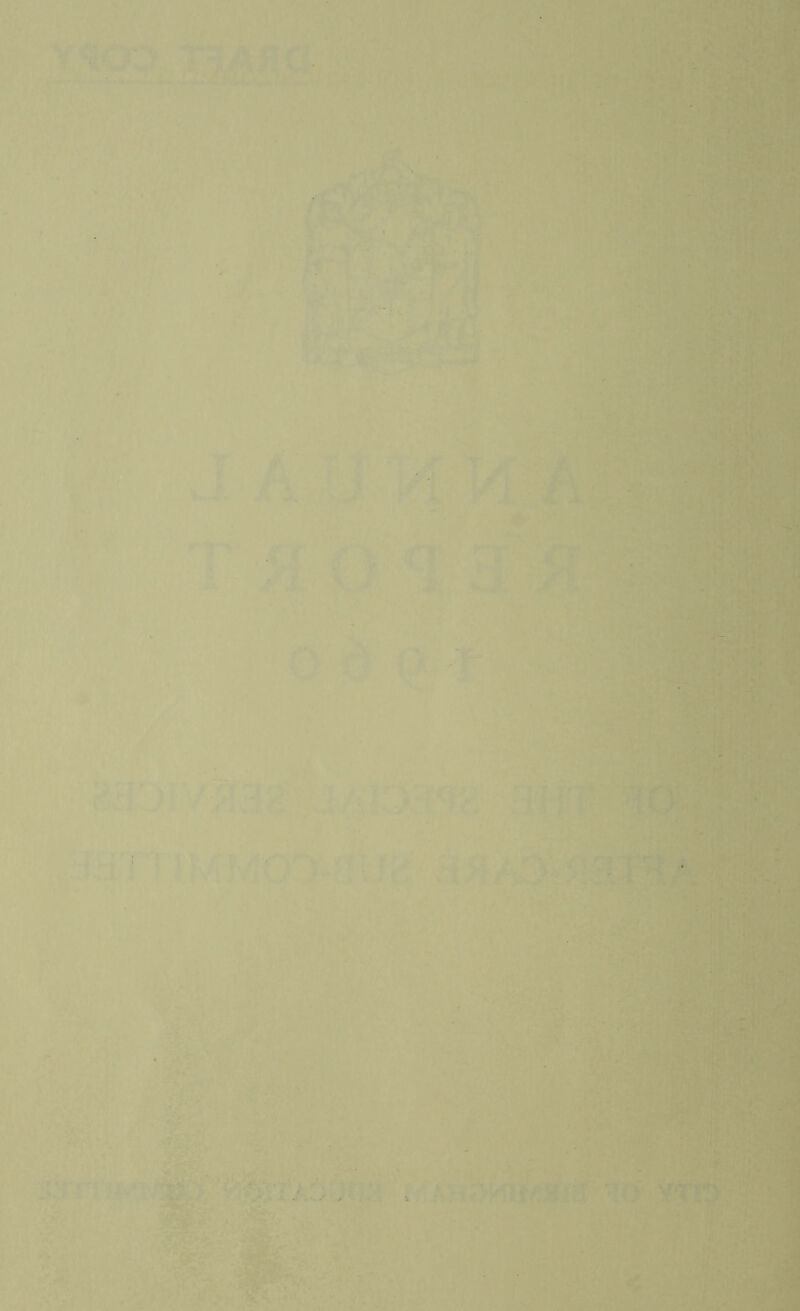 DRAFT COPY
ANNUAL
REPORT
1960
OF THE SPECIAL SERVICES
AFTER-CARE SUB-COMMITTEE
CITY OF BIRMINGHAM EDUCATION COMMITTEE